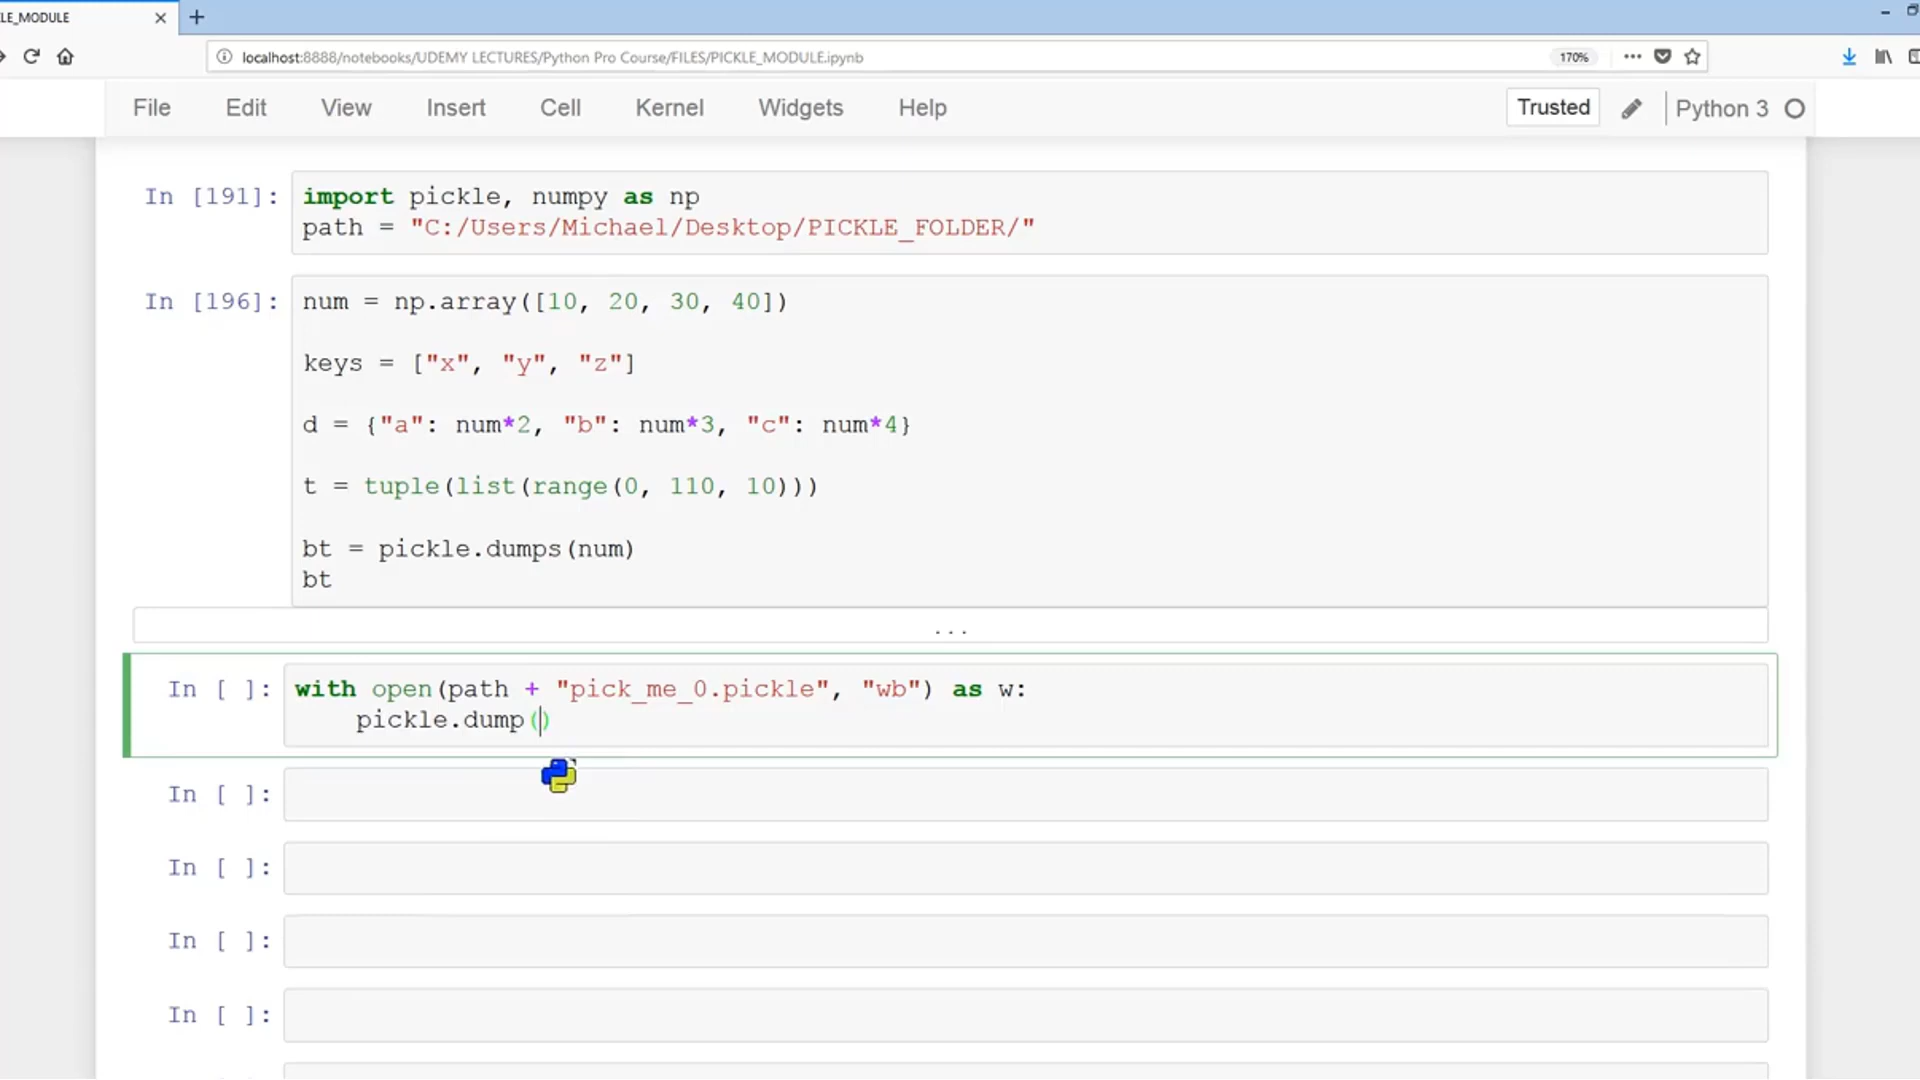 LE_MODULE
localhost:8888/notebooks/UDEMY LECTURES/Python Pro Course/FILES/PICKLE_MODULE.ipynb
170%
File Edit View Insert Cell Kernel Widgets Help
Trusted
Python 3
In [191]:
import pickle, numpy as np
path = "C:/Users/Michael/Desktop/PICKLE_FOLDER/"
In [196]:
num = np.array([10, 20, 30, 40])
keys = ["x", "y", "z"]
d = {"a": num*2, "b": num*3, "c": num*4}
t = tuple(list(range(0, 110, 10)))
bt = pickle.dumps(num)
bt
...
In [ ]:
with open(path + "pick_me_0.pickle", "wb") as w:
    pickle.dump()
In [ ]:
In [ ]:
In [ ]:
In [ ]: